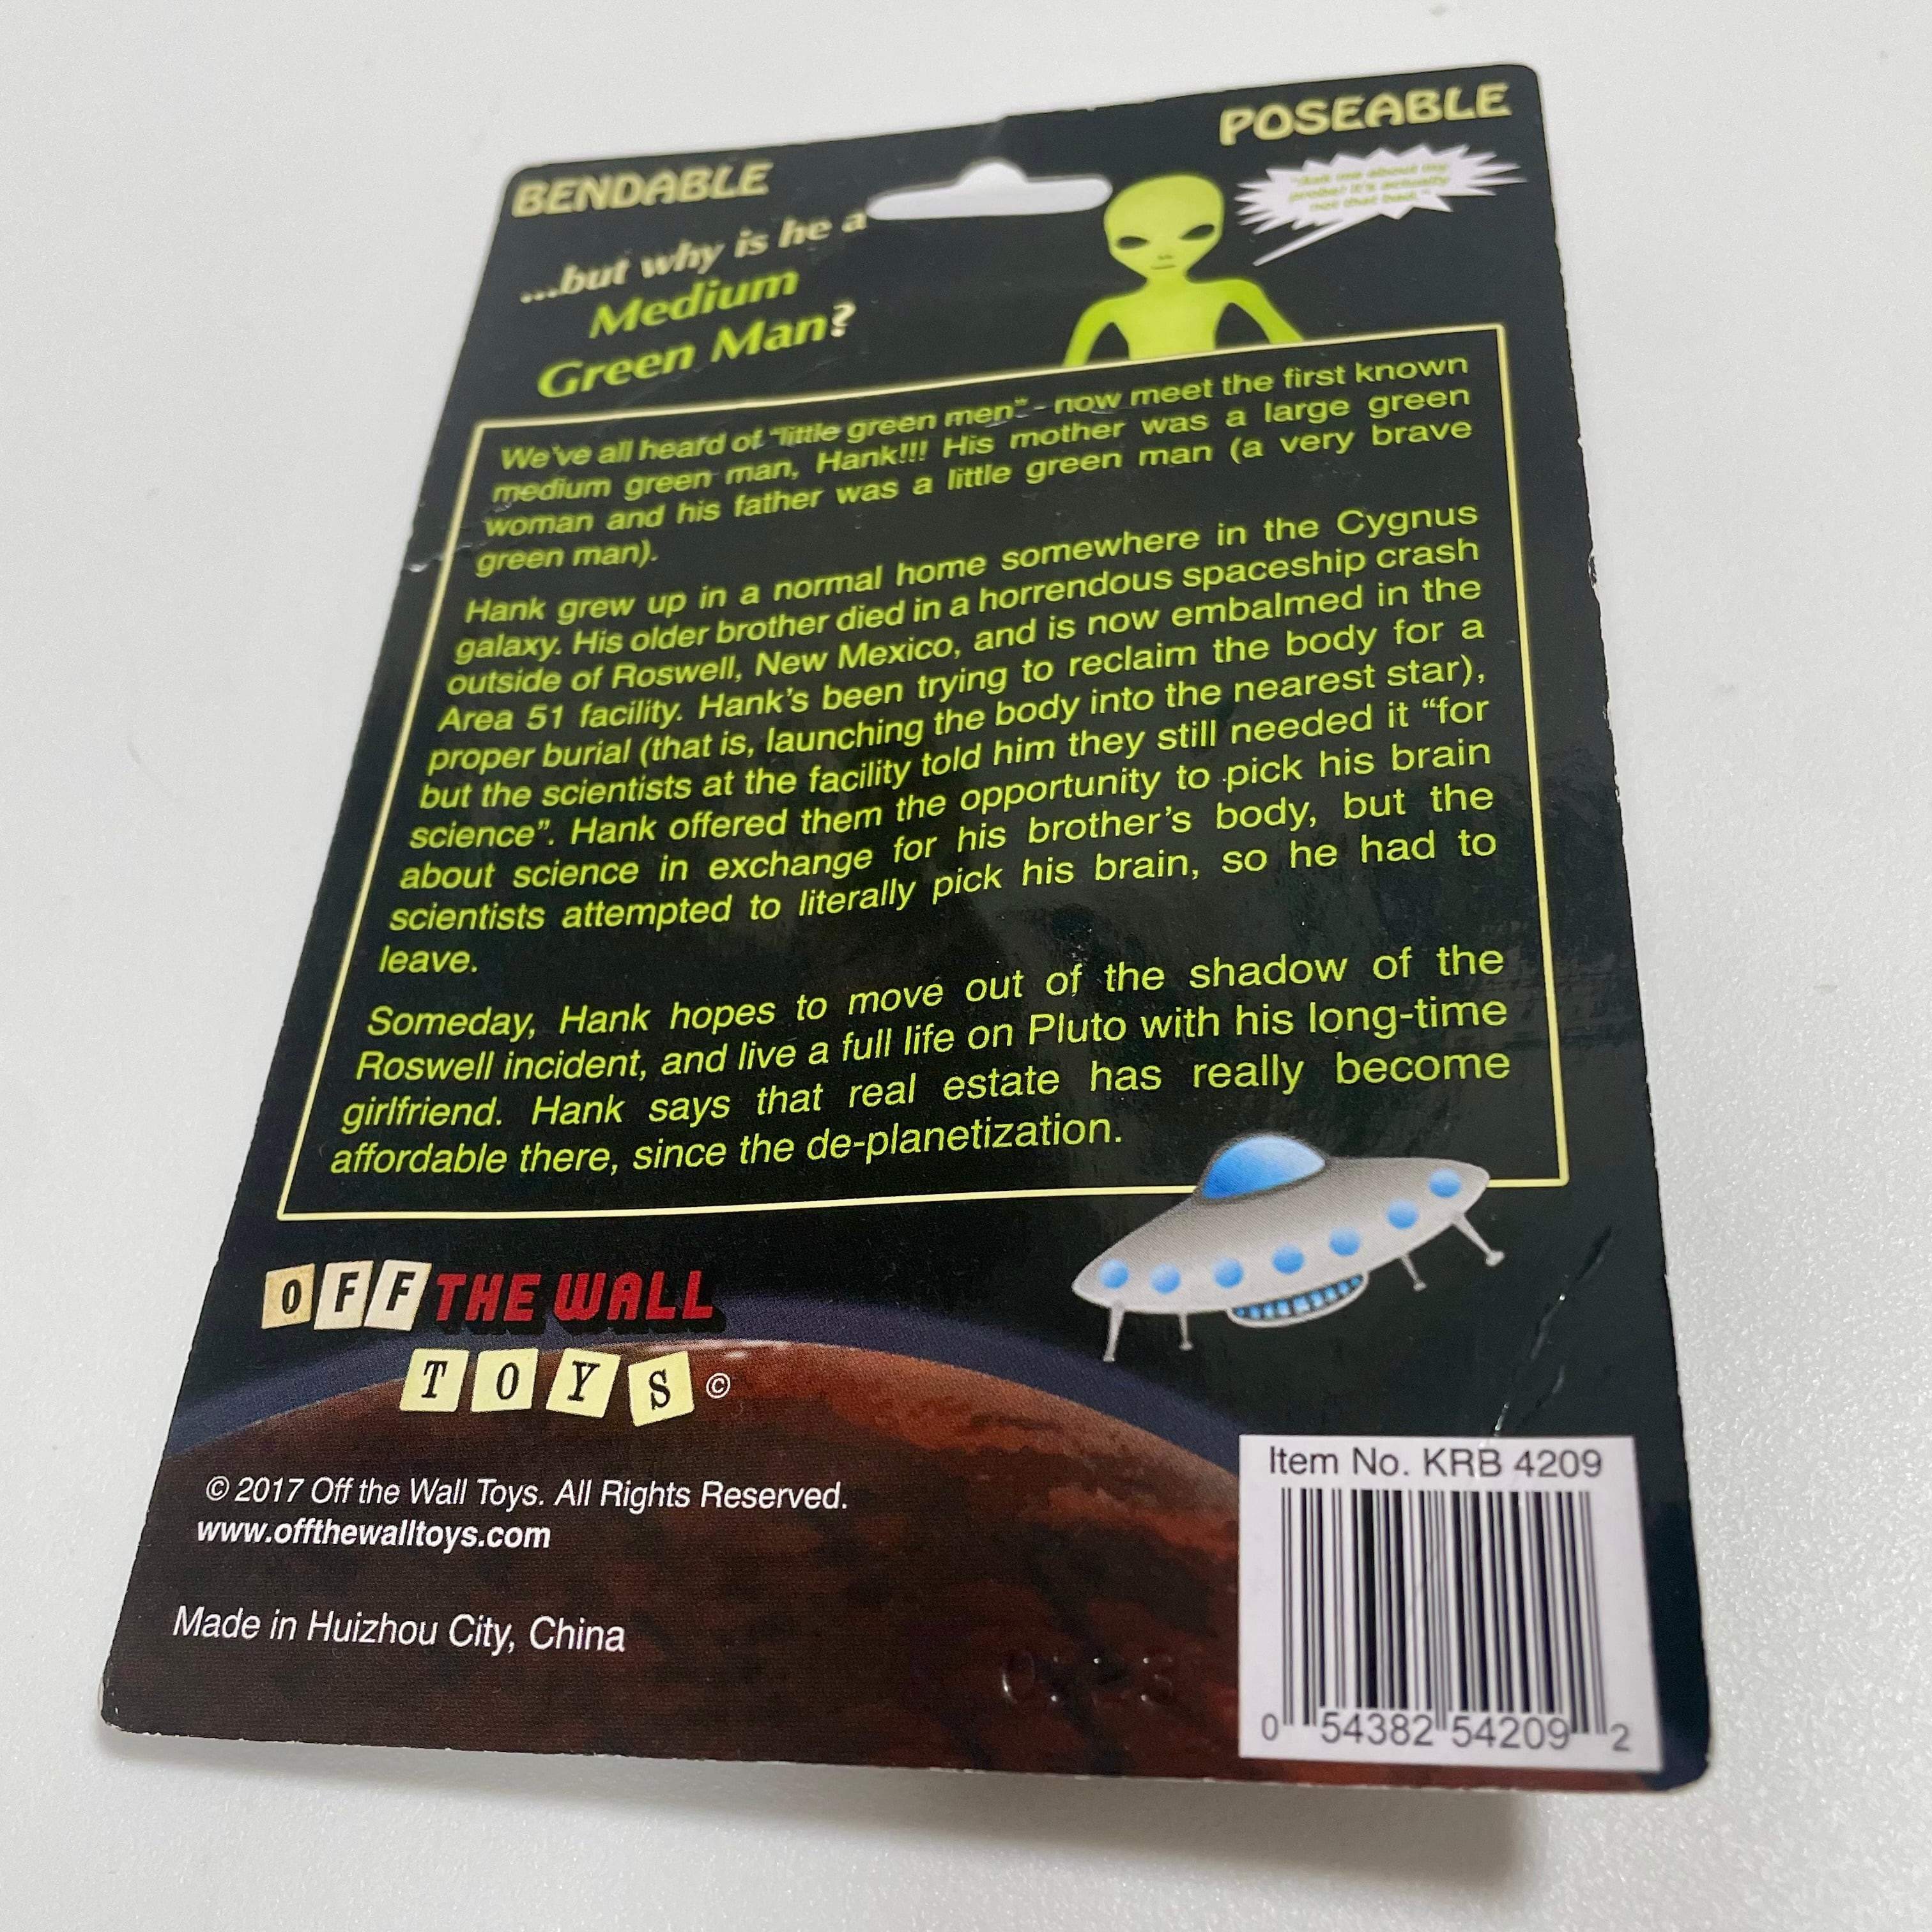 BENDABLE
POSEABLE
...but why is he a
Medium
Green Man?
"Ask me about my
probe! It's actually
not that bad."
We've all heard of "little green men" - now meet the first known
medium green man, Hank!!! His mother was a large green
woman and his father was a little green man (a very brave
green man).
Hank grew up in a normal home somewhere in the Cygnus
galaxy. His older brother died in a horrendous spaceship crash
outside of Roswell, New Mexico, and is now embalmed in the
Area 51 facility. Hank's been trying to reclaim the body for a
proper burial (that is, launching the body into the nearest star),
but the scientists at the facility told him they still needed it "for
science". Hank offered them the opportunity to pick his brain
about science in exchange for his brother's body, but the
scientists attempted to literally pick his brain, so he had to
leave.
Someday, Hank hopes to move out of the shadow of the
Roswell incident, and live a full life on Pluto with his long-time
girlfriend. Hank says that real estate has really become
affordable there, since the de-planetization.
OFF THE WALL
TOYS ©
© 2017 Off the Wall Toys. All Rights Reserved.
www.offthewalltoys.com
Made in Huizhou City, China
Item No. KRB 4209
0 54382 54209 2